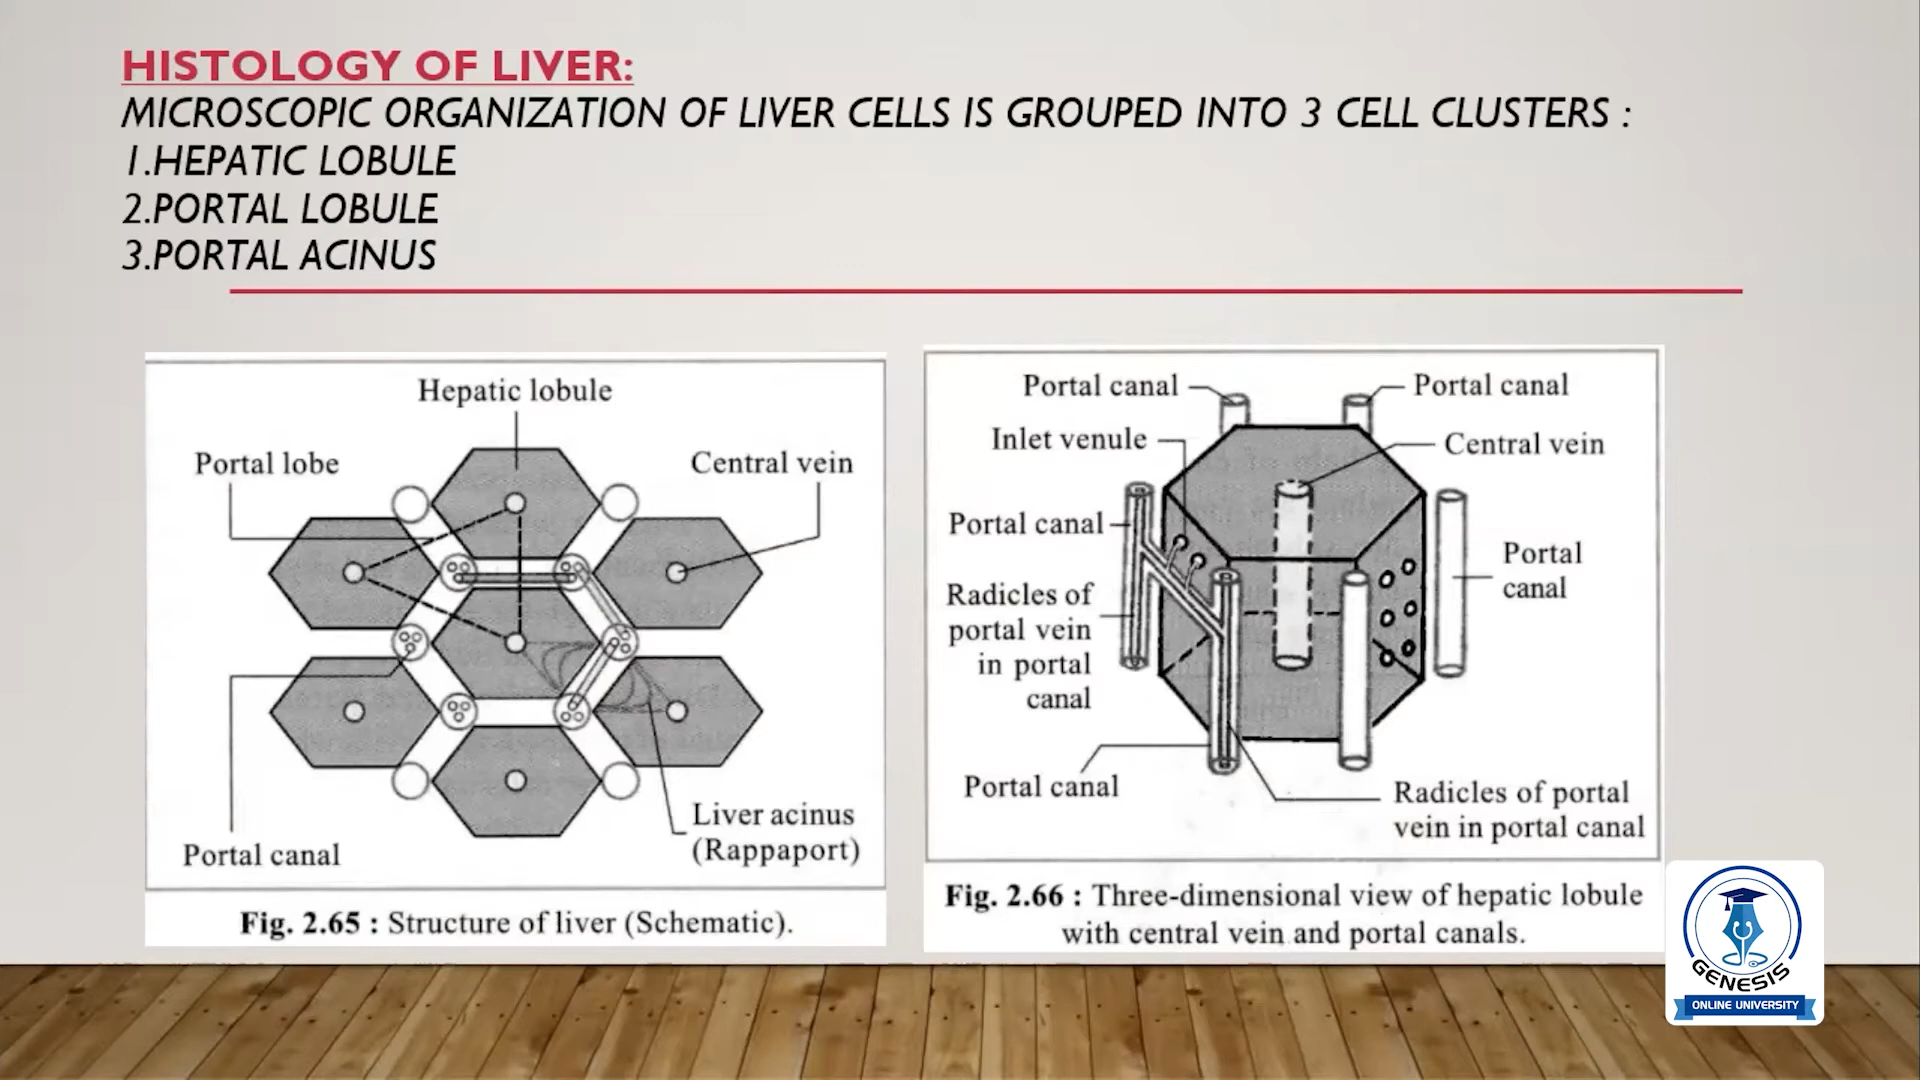 HISTOLOGY OF LIVER:
MICROSCOPIC ORGANIZATION OF LIVER CELLS IS GROUPED INTO 3 CELL CLUSTERS :
1.HEPATIC LOBULE
2.PORTAL LOBULE
3.PORTAL ACINUS
Hepatic lobule
Portal lobe
Central vein
Portal canal
Liver acinus
(Rappaport)
Fig. 2.65 : Structure of liver (Schematic).
Portal canal
Portal canal
Inlet venule
Central vein
Portal canal
Portal
canal
Radicles of
portal vein
in portal
canal
Portal canal
Radicles of portal
vein in portal canal
Fig. 2.66 : Three-dimensional view of hepatic lobule
with central vein and portal canals.
GENESIS
ONLINE UNIVERSITY